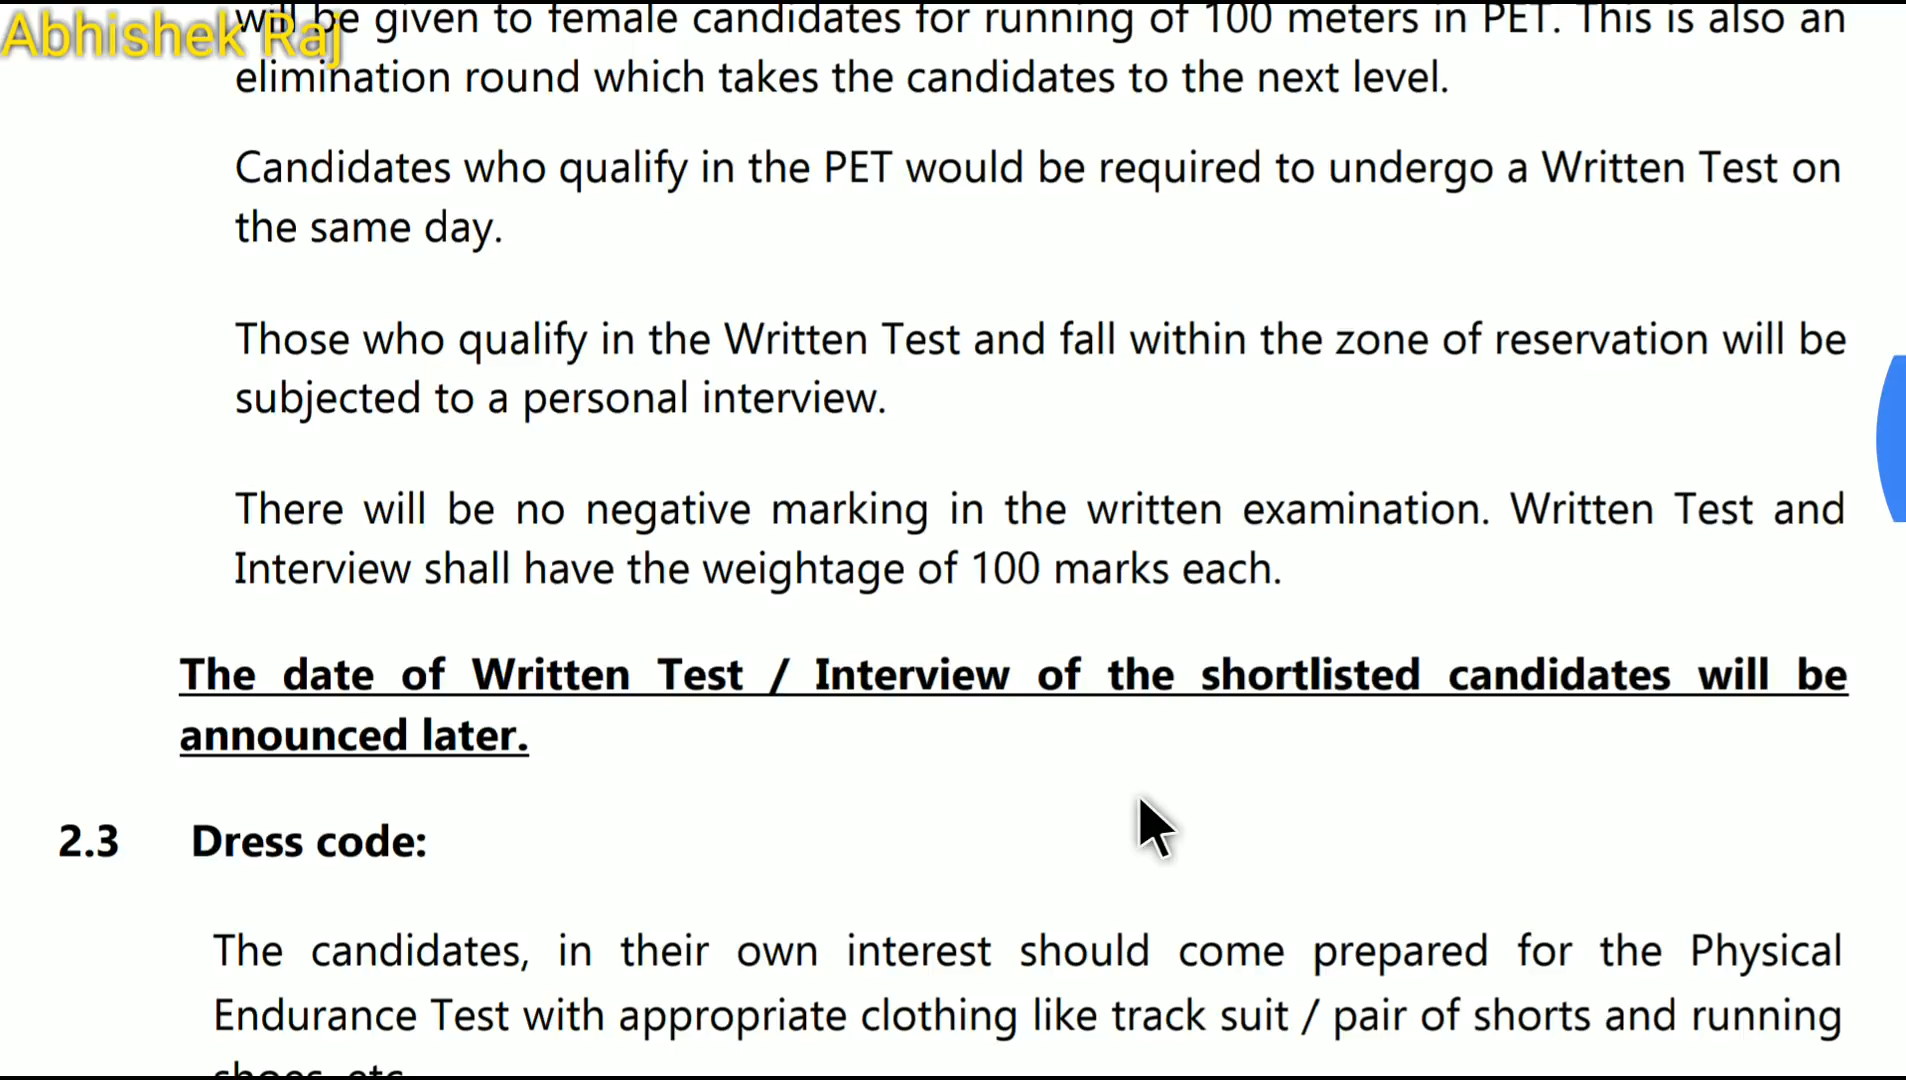 Abhishek Raj
will be given to female candidates for running of 100 meters in PET. This is also an
elimination round which takes the candidates to the next level.
Candidates who qualify in the PET would be required to undergo a Written Test on
the same day.
Those who qualify in the Written Test and fall within the zone of reservation will be
subjected to a personal interview.
There will be no negative marking in the written examination. Written Test and
Interview shall have the weightage of 100 marks each.
The date of Written Test / Interview of the shortlisted candidates will be
announced later.
2.3 Dress code:
The candidates, in their own interest should come prepared for the Physical
Endurance Test with appropriate clothing like track suit / pair of shorts and running
shoes, etc